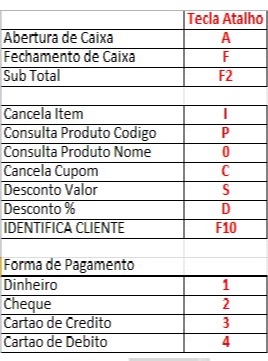 Tecla Atalho
Abertura de Caixa A
Fechamento de Caixa F
Sub Total F2
Cancela Item I
Consulta Produto Codigo P
Consulta Produto Nome 0
Cancela Cupom C
Desconto Valor S
Desconto % D
IDENTIFICA CLIENTE F10
Forma de Pagamento
Dinheiro 1
Cheque 2
Cartao de Credito 3
Cartao de Debito 4